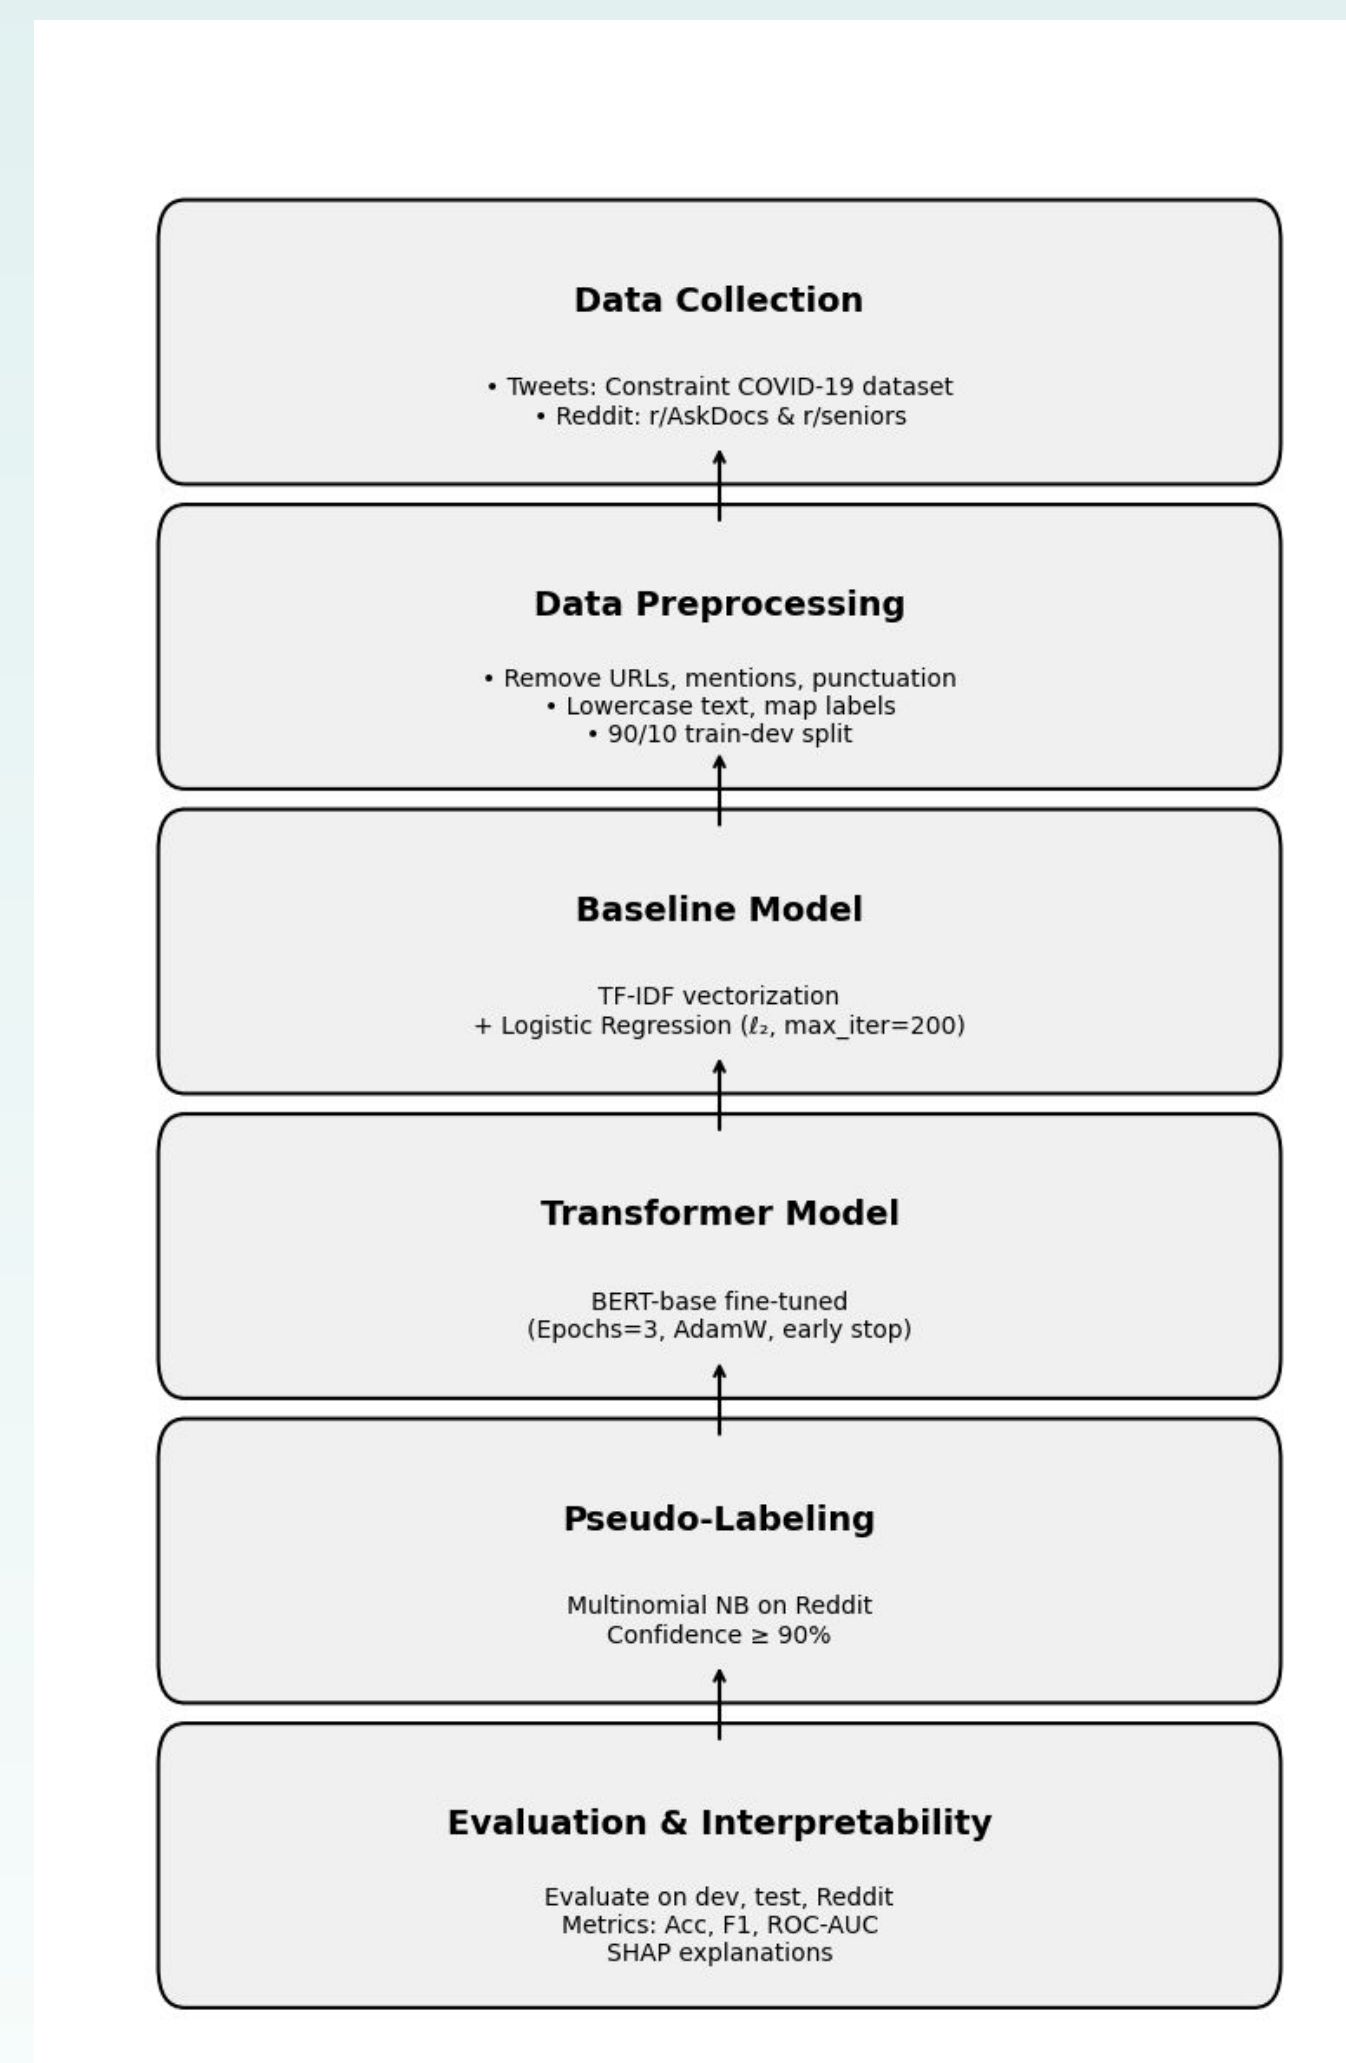 Data Collection
• Tweets: Constraint COVID-19 dataset
• Reddit: r/AskDocs & r/seniors
Data Preprocessing
• Remove URLs, mentions, punctuation
• Lowercase text, map labels
• 90/10 train-dev split
Baseline Model
TF-IDF vectorization
+ Logistic Regression (ℓ₂, max_iter=200)
Transformer Model
BERT-base fine-tuned
(Epochs=3, AdamW, early stop)
Pseudo-Labeling
Multinomial NB on Reddit
Confidence ≥ 90%
Evaluation & Interpretability
Evaluate on dev, test, Reddit
Metrics: Acc, F1, ROC-AUC
SHAP explanations